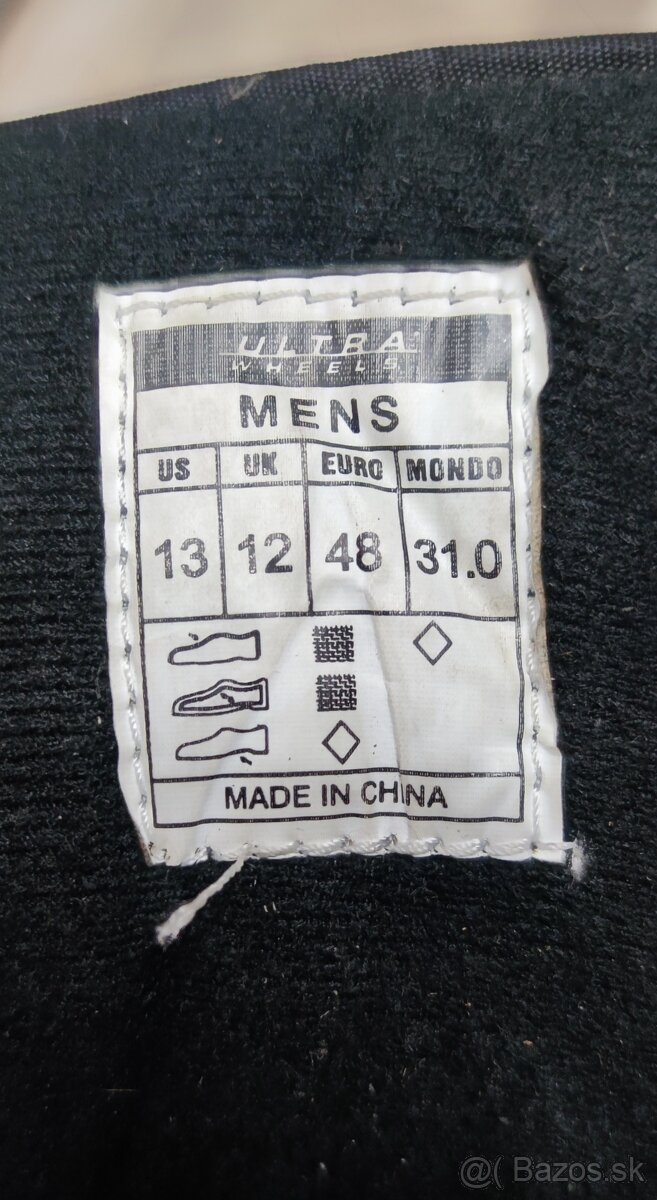 ULTRA
WHEELS
MENS
US UK EURO MONDO
13 12 48 31.0
MADE IN CHINA
@( Bazos.sk